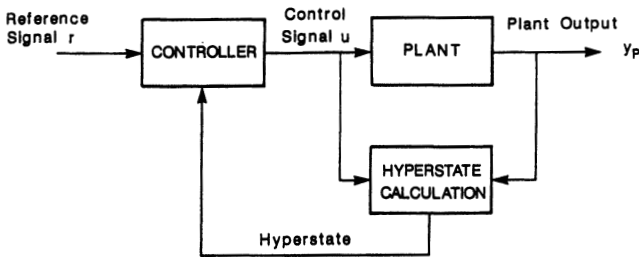 Reference
Signal r
CONTROLLER
Control
Signal u
PLANT
Plant Output
yP
HYPERSTATE
CALCULATION
Hyperstate